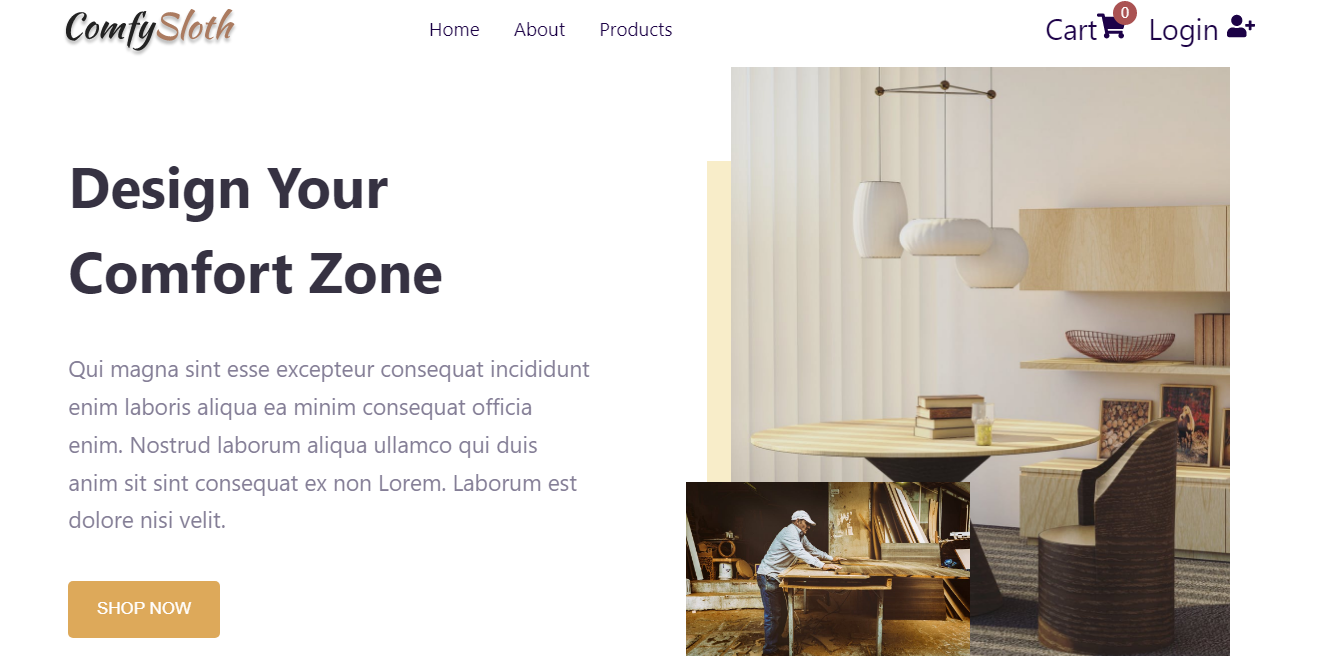 ComfySloth
Home About Products
Cart 0 Login
Design Your
Comfort Zone
Qui magna sint esse excepteur consequat incididunt
enim laboris aliqua ea minim consequat officia
enim. Nostrud laborum aliqua ullamco qui duis
anim sit sint consequat ex non Lorem. Laborum est
dolore nisi velit.
SHOP NOW